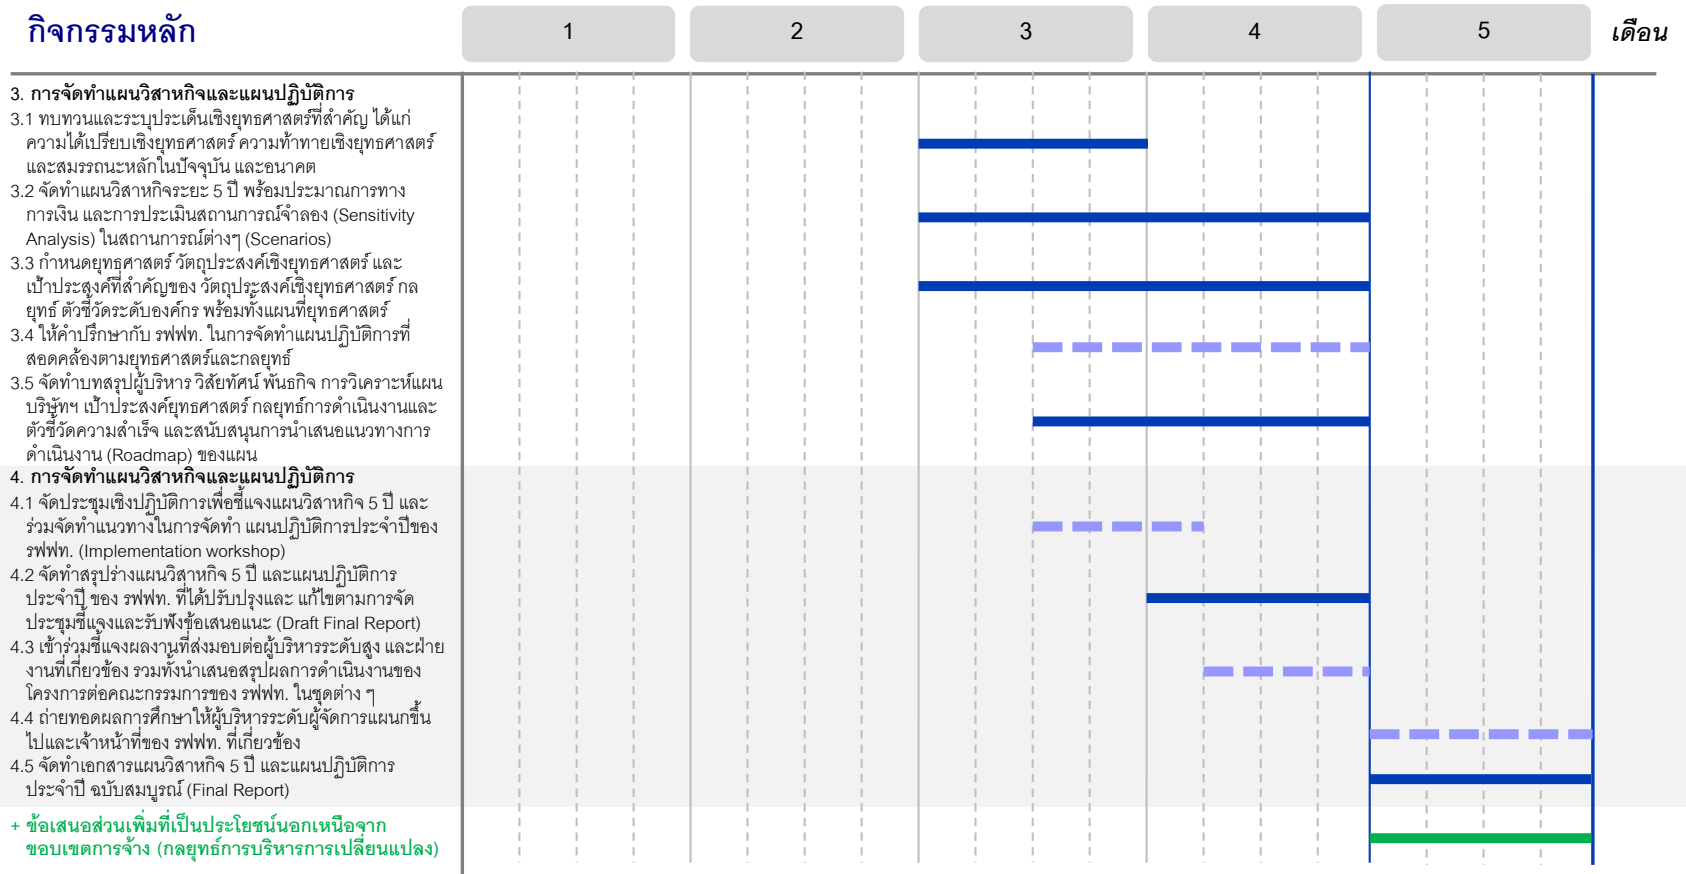 กิจกรรมหลัก 1 2 3 4 5 เดือน
3. การจัดทำแผนวิสาหกิจและแผนปฏิบัติการ
3.1 ทบทวนและระบุประเด็นเชิงยุทธศาสตร์ที่สำคัญ ได้แก่
ความได้เปรียบเชิงยุทธศาสตร์ ความท้าทายเชิงยุทธศาสตร์
และสมรรถนะหลักในปัจจุบัน และอนาคต
3.2 จัดทำแผนวิสาหกิจระยะ 5 ปี พร้อมประมาณการทาง
การเงิน และการประเมินสถานการณ์จำลอง (Sensitivity
Analysis) ในสถานการณ์ต่างๆ (Scenarios)
3.3 กำหนดยุทธศาสตร์ วัตถุประสงค์เชิงยุทธศาสตร์ และ
เป้าประสงค์ที่สำคัญของ วัตถุประสงค์เชิงยุทธศาสตร์ กล
ยุทธ์ ตัวชี้วัดระดับองค์กร พร้อมทั้งแผนที่ยุทธศาสตร์
3.4 ให้คำปรึกษากับ รฟฟท. ในการจัดทำแผนปฏิบัติการที่
สอดคล้องตามยุทธศาสตร์และกลยุทธ์
3.5 จัดทำบทสรุปผู้บริหาร วิสัยทัศน์ พันธกิจ การวิเคราะห์แผน
บริษัทฯ เป้าประสงค์ยุทธศาสตร์ กลยุทธ์การดำเนินงานและ
ตัวชี้วัดความสำเร็จ และสนับสนุนการนำเสนอแนวทางการ
ดำเนินงาน (Roadmap) ของแผน
4. การจัดทำแผนวิสาหกิจและแผนปฏิบัติการ
4.1 จัดประชุมเชิงปฏิบัติการเพื่อชี้แจงแผนวิสาหกิจ 5 ปี และ
ร่วมจัดทำแนวทางในการจัดทำ แผนปฏิบัติการประจำปีของ
รฟฟท. (Implementation workshop)
4.2 จัดทำสรุปร่างแผนวิสาหกิจ 5 ปี และแผนปฏิบัติการ
ประจำปี ของ รฟฟท. ที่ได้ปรับปรุงและ แก้ไขตามการจัด
ประชุมชี้แจงและรับฟังข้อเสนอแนะ (Draft Final Report)
4.3 เข้าร่วมชี้แจงผลงานที่ส่งมอบต่อผู้บริหารระดับสูง และฝ่าย
งานที่เกี่ยวข้อง รวมทั้งนำเสนอสรุปผลการดำเนินงานของ
โครงการต่อคณะกรรมการของ รฟฟท. ในชุดต่าง ๆ
4.4 ถ่ายทอดผลการศึกษาให้ผู้บริหารระดับผู้จัดการแผนกขึ้น
ไปและเจ้าหน้าที่ของ รฟฟท. ที่เกี่ยวข้อง
4.5 จัดทำเอกสารแผนวิสาหกิจ 5 ปี และแผนปฏิบัติการ
ประจำปี ฉบับสมบูรณ์ (Final Report)
+ ข้อเสนอส่วนเพิ่มที่เป็นประโยชน์นอกเหนือจาก
ขอบเขตการจ้าง (กลยุทธ์การบริหารการเปลี่ยนแปลง)